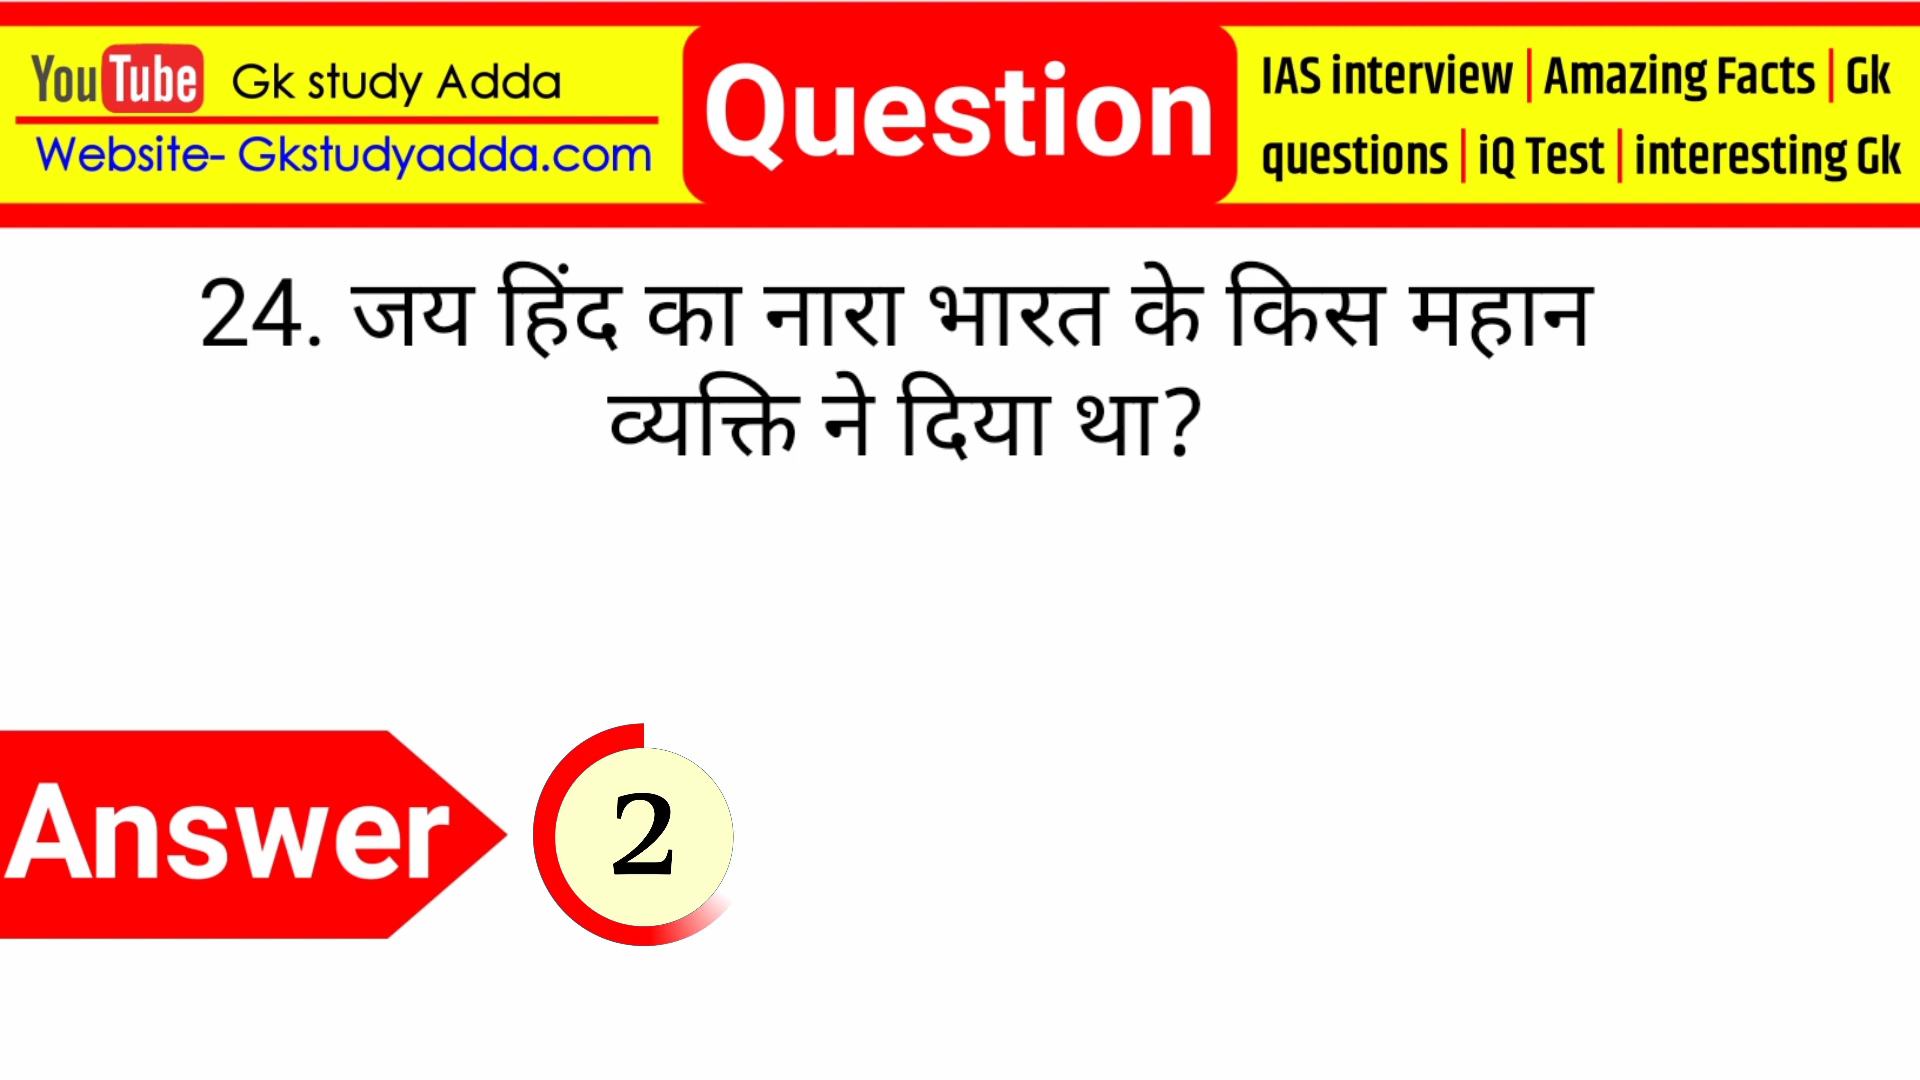 YouTube Gk study Adda
Website- Gkstudyadda.com
Question
IAS interview | Amazing Facts | Gk
questions | iQ Test | interesting Gk
24. जय हिंद का नारा भारत के किस महान
व्यक्ति ने दिया था?
Answer
2